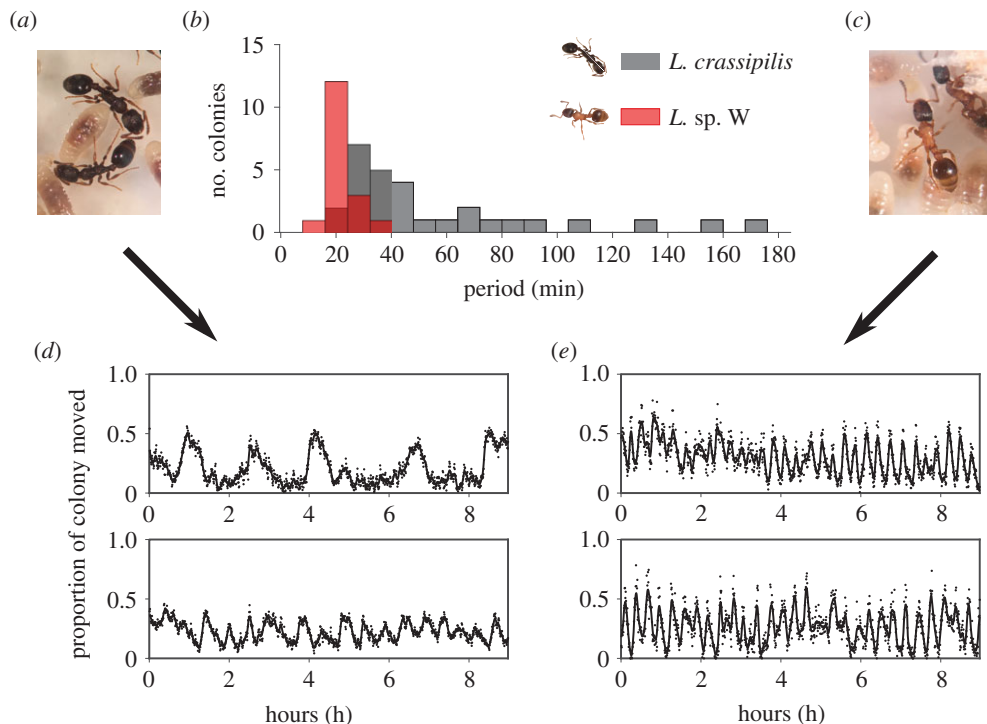 (a)
(b)
(c)
15
10
5
0
no. colonies
L. crassipilis
L. sp. W
0 20 40 60 80 100 120 140 160 180
period (min)
(d)
(e)
proportion of colony moved
1.0
0.5
0
0 2 4 6 8
1.0
0.5
0
0 2 4 6 8
hours (h)
1.0
0.5
0
0 2 4 6 8
1.0
0.5
0
0 2 4 6 8
hours (h)